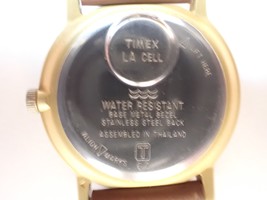 TIMEX
LA CELL
WATER RESISTANT
BASE METAL BEZEL
STAINLESS STEEL BACK
ASSEMBLED IN THAILAND